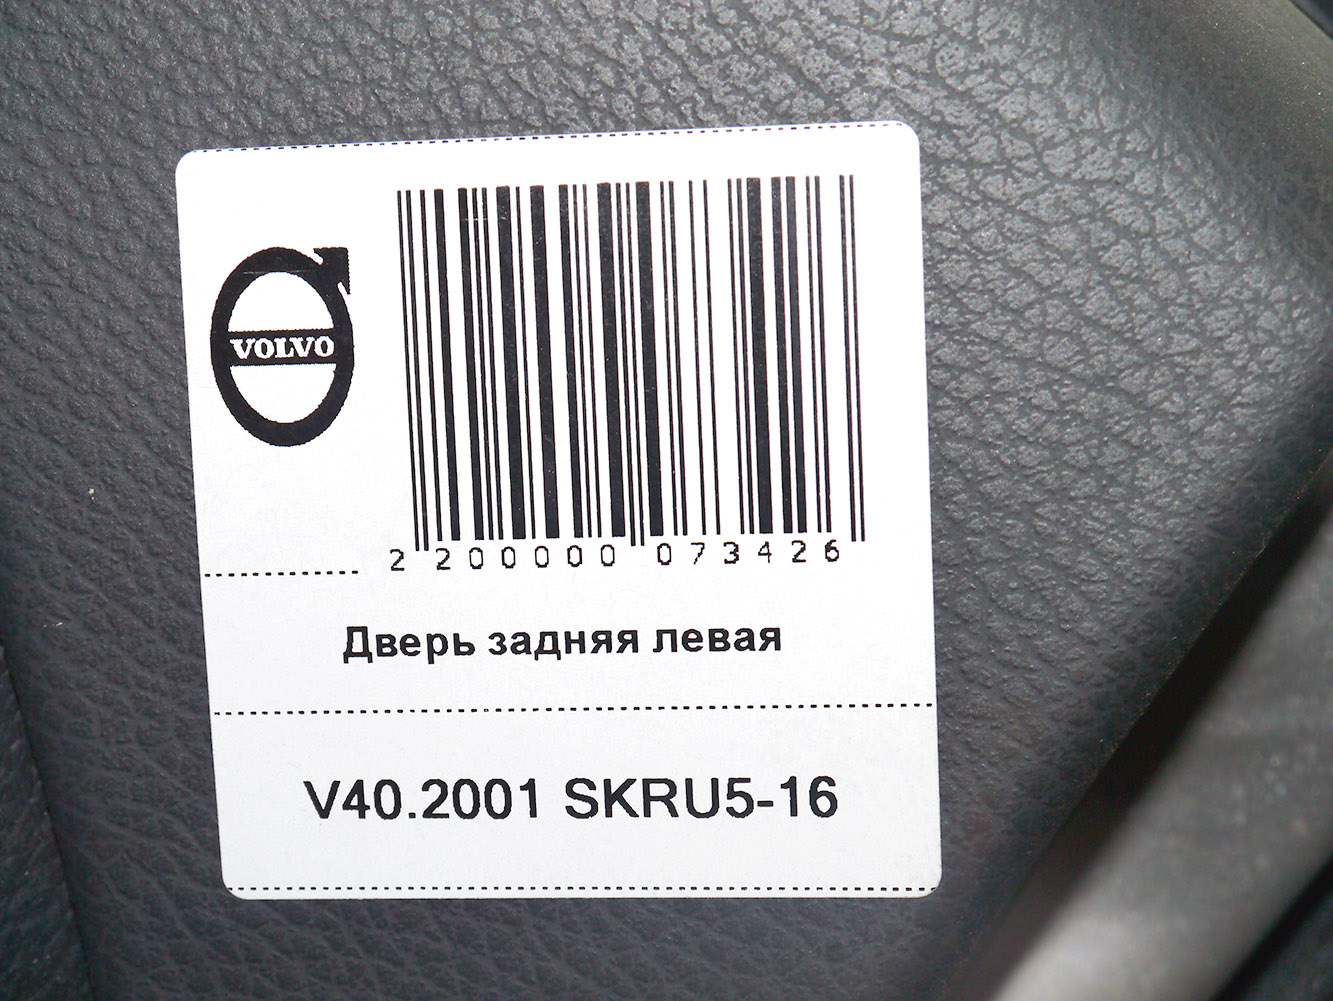 VOLVO
2 200000 073426
Дверь задняя левая
V40.2001 SKRU5-16